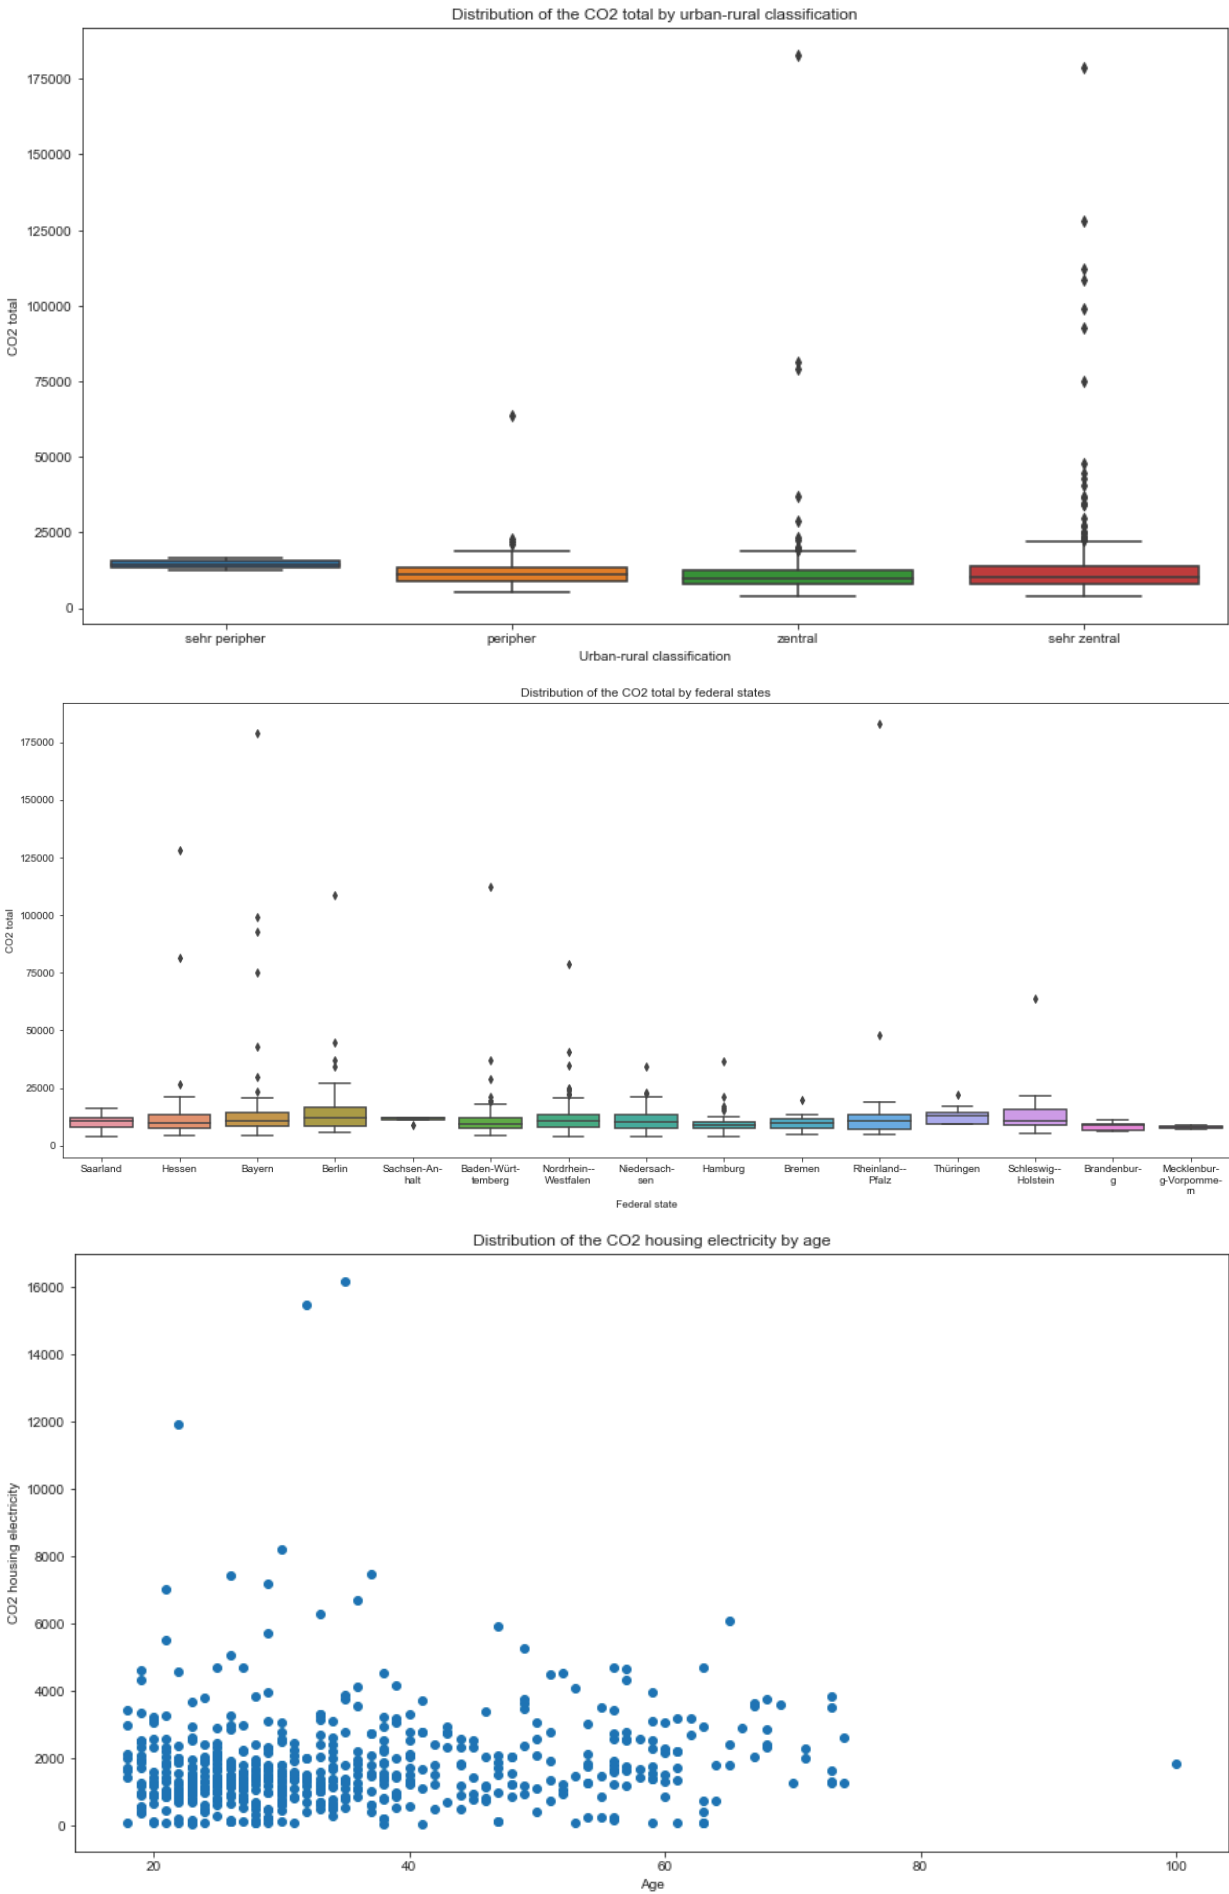 Distribution of the CO2 total by urban-rural classification
175000
150000
125000
100000
75000
50000
25000
0
CO2 total
sehr peripher
peripher
zentral
sehr zentral
Urban-rural classification
Distribution of the CO2 total by federal states
175000
150000
125000
100000
75000
50000
25000
0
CO2 total
Saarland
Hessen
Bayern
Berlin
Sachsen-An-
halt
Baden-Würt-
temberg
Nordrhein--
Westfalen
Niedersach-
sen
Hamburg
Bremen
Rheinland--
Pfalz
Thüringen
Schleswig--
Holstein
Brandenbur-
g
Mecklenbur-
g-Vorpomme-
rn
Federal state
Distribution of the CO2 housing electricity by age
16000
14000
12000
10000
8000
6000
4000
2000
0
CO2 housing electricity
20
40
60
80
100
Age